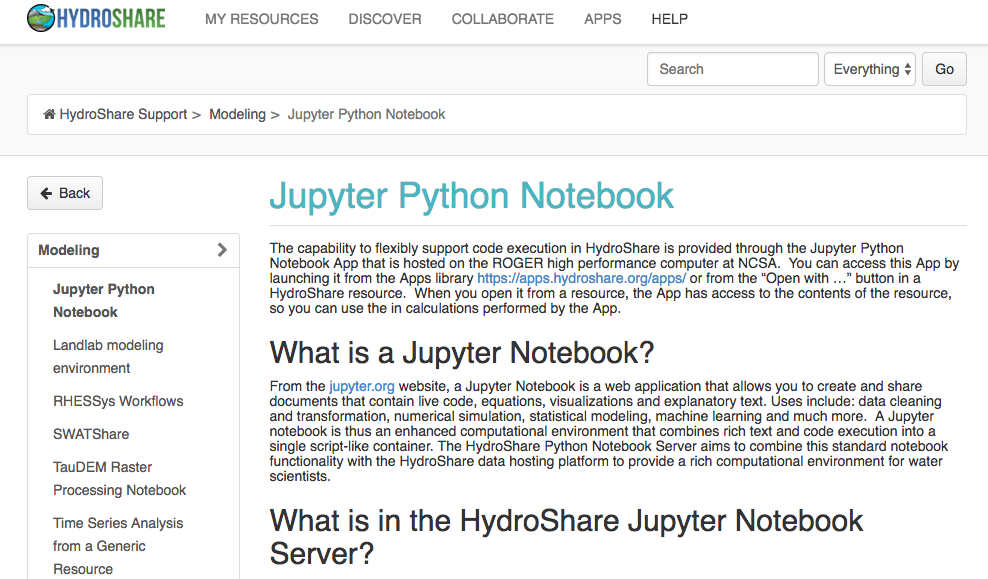 HYDROSHARE MY RESOURCES DISCOVER COLLABORATE APPS HELP
Search Everything Go
HydroShare Support > Modeling > Jupyter Python Notebook
Back
Modeling
Jupyter Python
Notebook
Landlab modeling
environment
RHESSys Workflows
SWATShare
TauDEM Raster
Processing Notebook
Time Series Analysis
from a Generic
Resource
Jupyter Python Notebook
The capability to flexibly support code execution in HydroShare is provided through the Jupyter Python
Notebook App that is hosted on the ROGER high performance computer at NCSA.  You can access this App by
launching it from the Apps library https://apps.hydroshare.org/apps/ or from the “Open with …” button in a
HydroShare resource.  When you open it from a resource, the App has access to the contents of the resource,
so you can use the in calculations performed by the App.
What is a Jupyter Notebook?
From the jupyter.org website, a Jupyter Notebook is a web application that allows you to create and share
documents that contain live code, equations, visualizations and explanatory text. Uses include: data cleaning
and transformation, numerical simulation, statistical modeling, machine learning and much more.  A Jupyter
notebook is thus an enhanced computational environment that combines rich text and code execution into a
single script-like container. The HydroShare Python Notebook Server aims to combine this standard notebook
functionality with the HydroShare data hosting platform to provide a rich computational environment for water
scientists.
What is in the HydroShare Jupyter Notebook
Server?